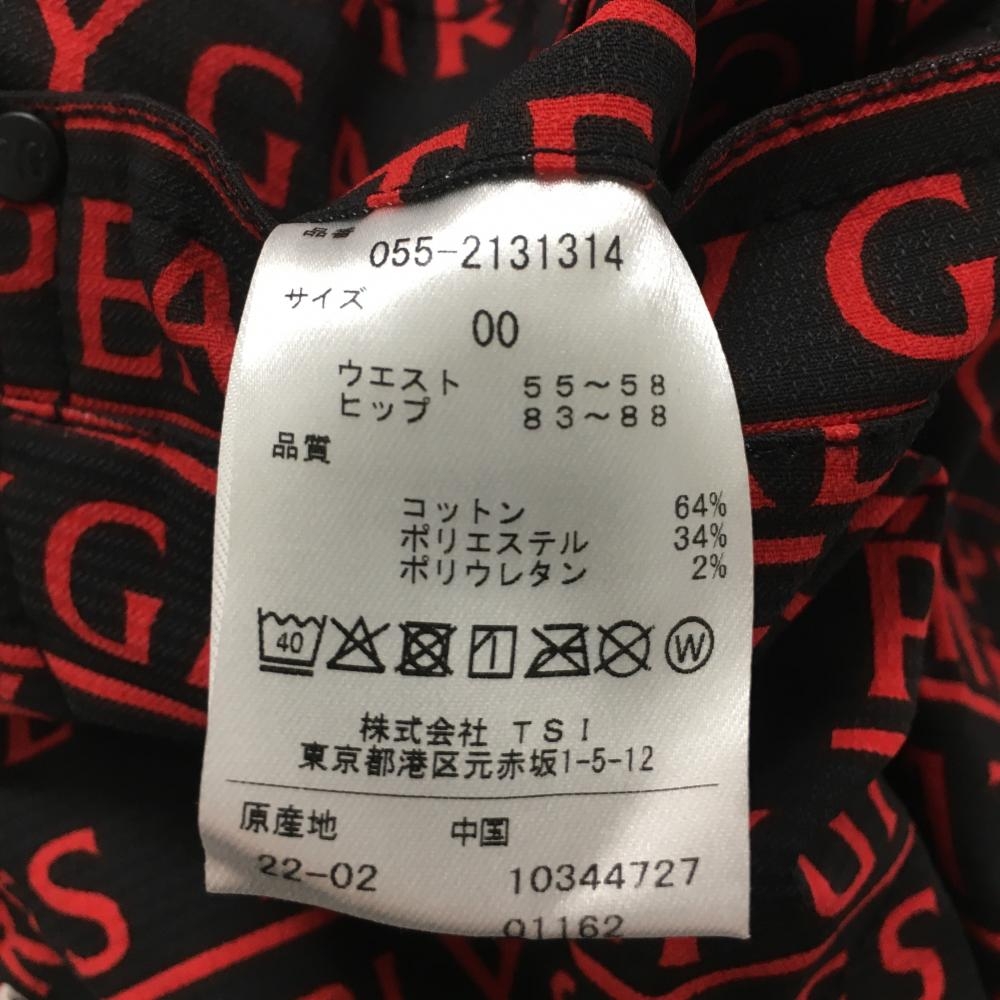 品番
055-2131314
サイズ
00
ウエスト 55～58
ヒップ 83～88
品質
コットン 64%
ポリエステル 34%
ポリウレタン 2%
40 W
株式会社 TSI
東京都港区元赤坂1-5-12
原産地 中国
22-02 10344727
01162